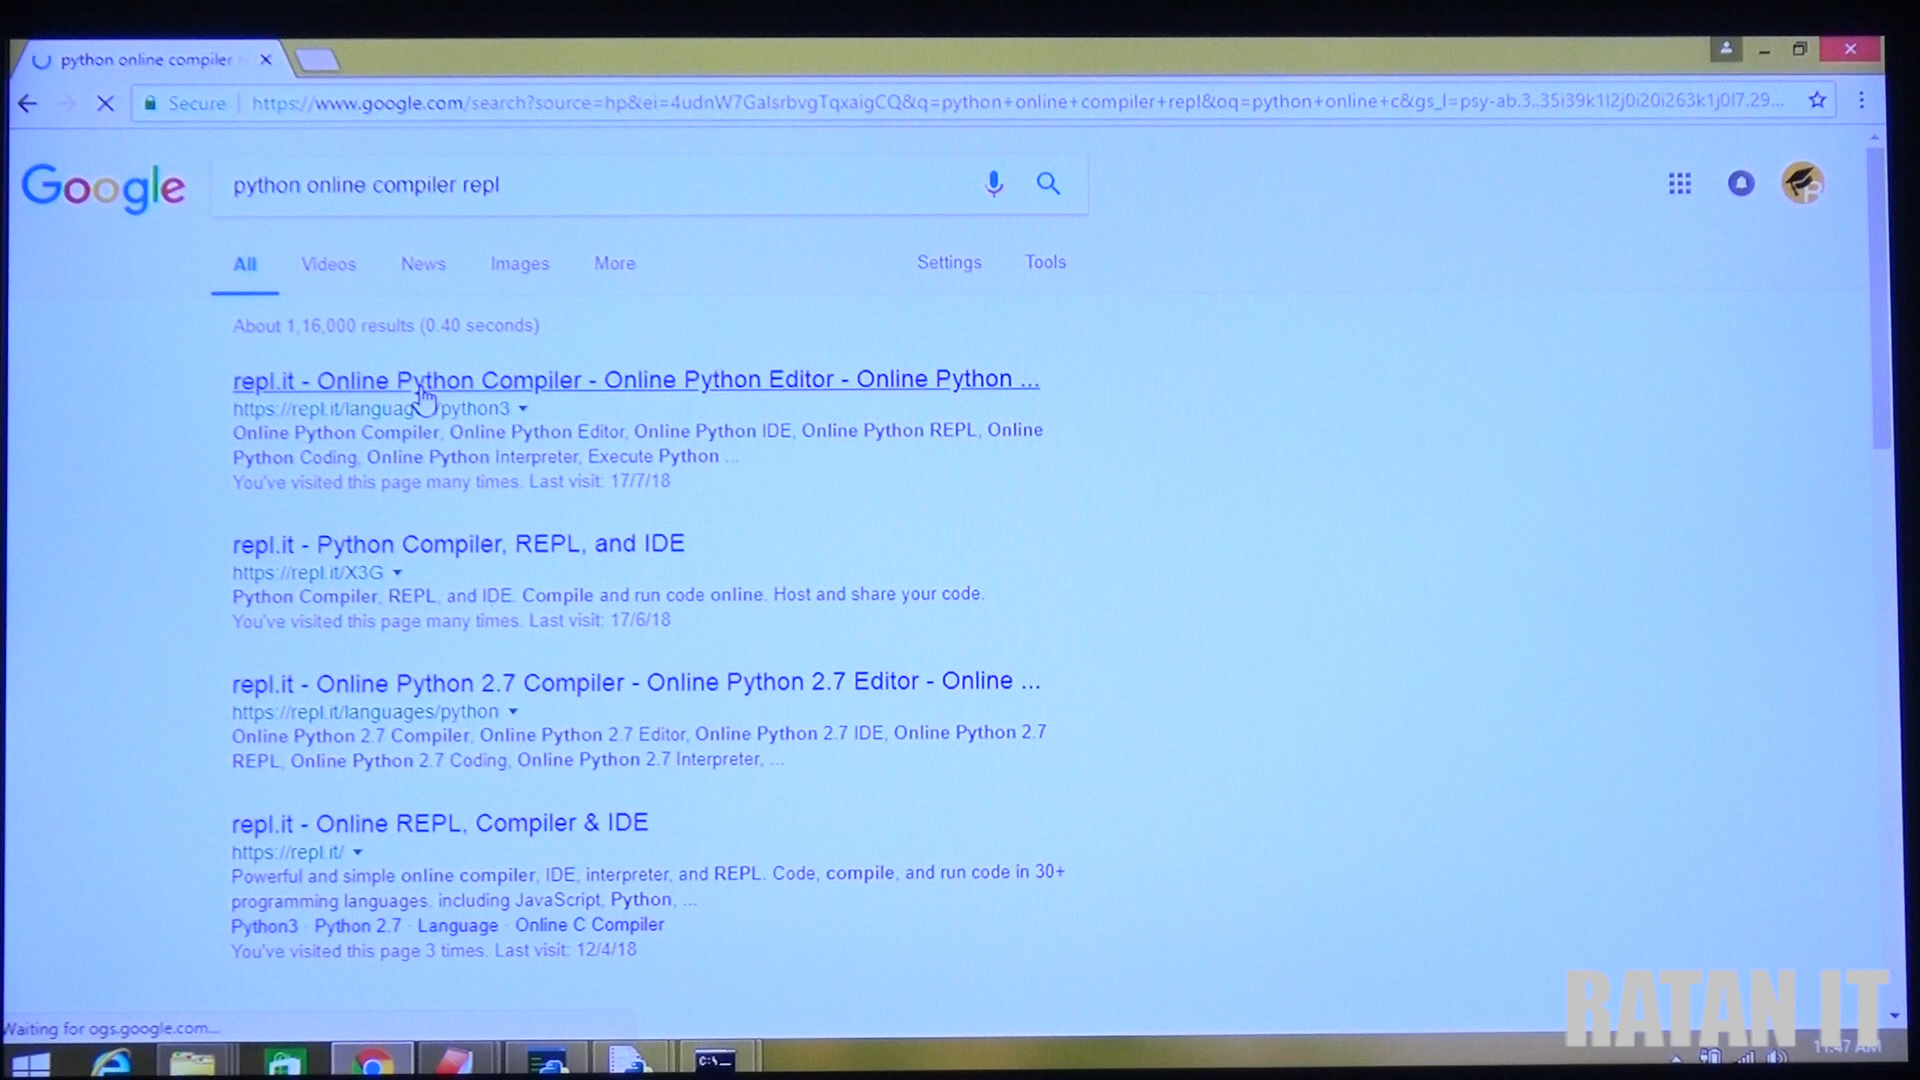 python online compiler
Secure
https://www.google.com/search?source=hp&ei=4udnW7GalsrbvgTqxaigCQ&q=python+online+compiler+repl&oq=python+online+c&gs_l=psy-ab.3..35i39k1l2j0i20i263k1j0l7.29...
Google
python online compiler repl
All Videos News Images More Settings Tools
About 1,16,000 results (0.40 seconds)
repl.it - Online Python Compiler - Online Python Editor - Online Python ...
https://repl.it/languages/python3
Online Python Compiler, Online Python Editor, Online Python IDE, Online Python REPL, Online
Python Coding, Online Python Interpreter, Execute Python ...
You've visited this page many times. Last visit: 17/7/18
repl.it - Python Compiler, REPL, and IDE
https://repl.it/X3G
Python Compiler, REPL, and IDE. Compile and run code online. Host and share your code.
You've visited this page many times. Last visit: 17/6/18
repl.it - Online Python 2.7 Compiler - Online Python 2.7 Editor - Online ...
https://repl.it/languages/python
Online Python 2.7 Compiler, Online Python 2.7 Editor, Online Python 2.7 IDE, Online Python 2.7
REPL, Online Python 2.7 Coding, Online Python 2.7 Interpreter, ...
repl.it - Online REPL, Compiler & IDE
https://repl.it/
Powerful and simple online compiler, IDE, interpreter, and REPL. Code, compile, and run code in 30+
programming languages. including JavaScript, Python, ...
Python3 · Python 2.7 · Language · Online C Compiler
You've visited this page 3 times. Last visit: 12/4/18
Waiting for ogs.google.com...
RATAN IT
11:47 AM
C:\